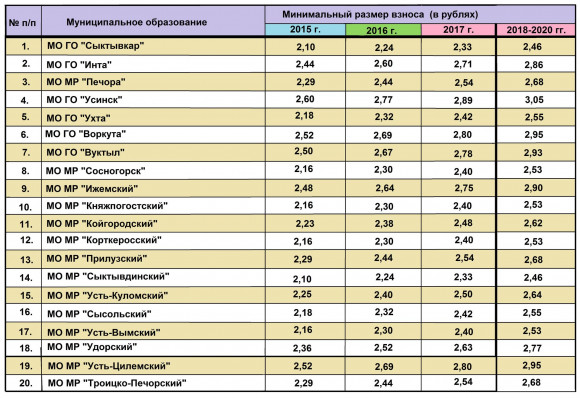 № п/п Муниципальное образование Минимальный размер взноса (в рублях)
2015 г. 2016 г. 2017 г. 2018-2020 гг.
1. МО ГО "Сыктывкар" 2,10 2,24 2,33 2,46
2. МО ГО "Инта" 2,44 2,60 2,71 2,86
3. МО МР "Печора" 2,29 2,44 2,54 2,68
4. МО ГО "Усинск" 2,60 2,77 2,89 3,05
5. МО ГО "Ухта" 2,18 2,32 2,42 2,55
6. МО ГО "Воркута" 2,52 2,69 2,80 2,95
7. МО ГО "Вуктыл" 2,50 2,67 2,78 2,93
8. МО МР "Сосногорск" 2,16 2,30 2,40 2,53
9. МО МР "Ижемский" 2,48 2,64 2,75 2,90
10. МО МР "Княжпогостский" 2,16 2,30 2,40 2,53
11. МО МР "Койгородский" 2,23 2,38 2,48 2,62
12. МО МР "Корткеросский" 2,16 2,30 2,40 2,53
13. МО МР "Прилузский" 2,29 2,44 2,54 2,68
14. МО МР "Сыктывдинский" 2,10 2,24 2,33 2,46
15. МО МР "Усть-Куломский" 2,25 2,40 2,50 2,64
16. МО МР "Сысольский" 2,18 2,32 2,42 2,55
17. МО МР "Усть-Вымский" 2,16 2,30 2,40 2,53
18. МО МР "Удорский" 2,36 2,52 2,63 2,77
19. МО МР "Усть-Цилемский" 2,52 2,69 2,80 2,95
20. МО МР "Троицко-Печорский" 2,29 2,44 2,54 2,68